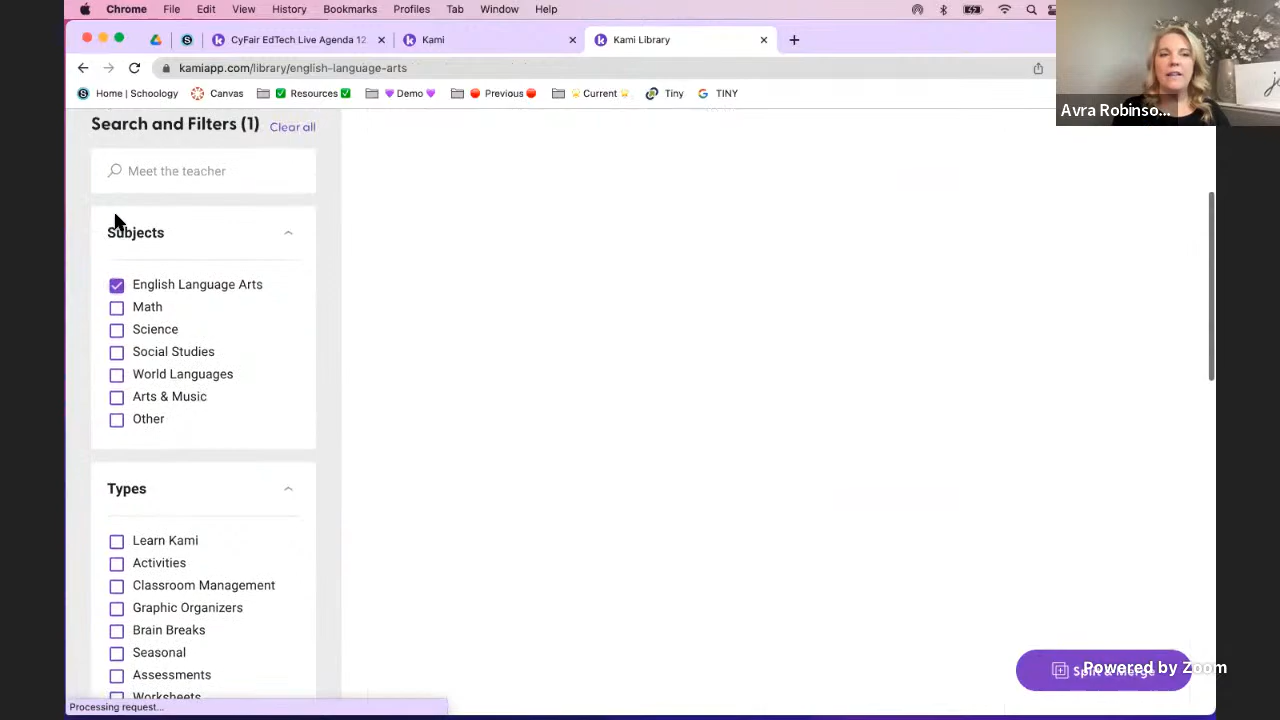 Chrome File Edit View History Bookmarks Profiles Tab Window Help
CyFair EdTech Live Agenda 12. Kami Kami Library
kamiapp.com/library/english-language-arts
Home | Schoology Canvas Resources Demo Previous Current Tiny TINY
Avra Robinso...
Search and Filters (1) Clear all
Meet the teacher
Subjects
English Language Arts
Math
Science
Social Studies
World Languages
Arts & Music
Other
Types
Learn Kami
Activities
Classroom Management
Graphic Organizers
Brain Breaks
Seasonal
Assessments
Worksheets
Split & Merge
Powered by Zoom
Processing request...